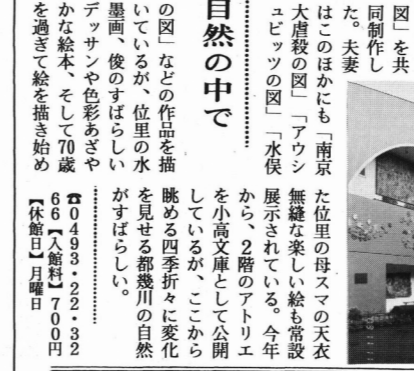 図」を共
同制作し
た。夫妻
はこのほかにも「南京
大虐殺の図」「アウシ
ュビッツの図」「水俣
自然の中で
の図」などの作品を描
いているが、位里の水
墨画、俊のすばらしい
デッサンや色彩あざや
かな絵本、そして70歳
を過ぎて絵を描き始め
た位里の母スマの天衣
無縫な楽しい絵も常設
展示されている。今年
から、2階のアトリエ
を小高文庫として公開
しているが、ここから
眺める四季折々に変化
を見せる都幾川の自然
がすばらしい。
☎0493・22・32
66【入館料】700円
【休館日】月曜日